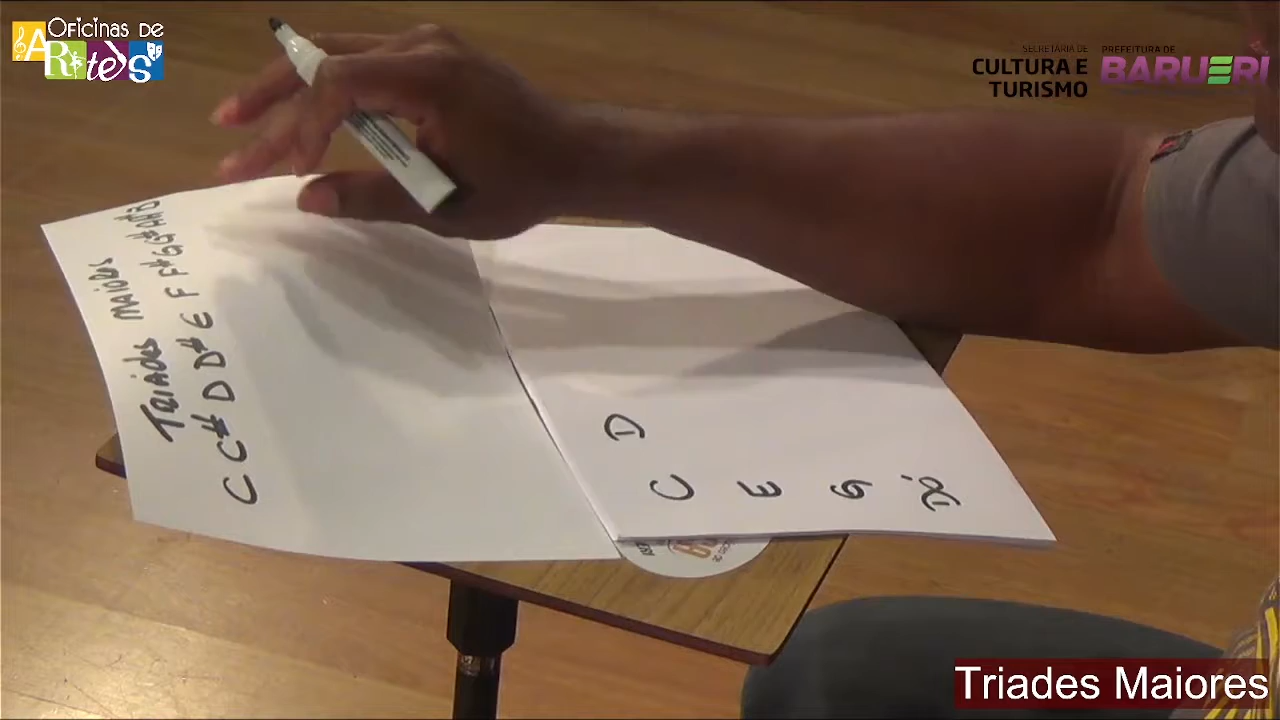 Oficinas de
Artes
SECRETARIA DE
CULTURA E
TURISMO
PREFEITURA DE
BARUERI
TRIADES maiores
C C# D D# E F F# G G# A A# B
D
C E G Dó
Triades Maiores